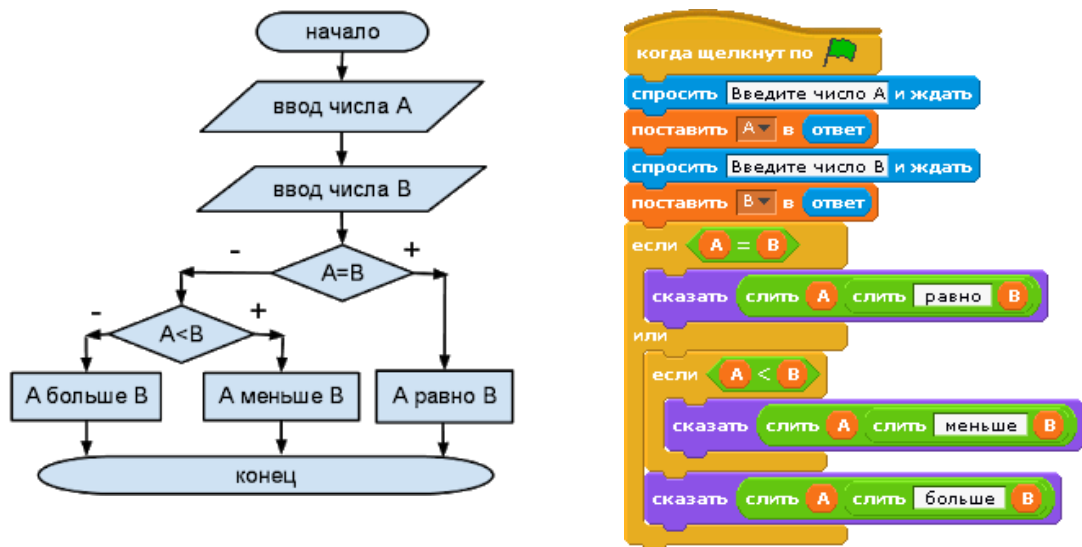 начало
ввод числа A
ввод числа B
-
+
A=B
-
+
A<B
A больше B
A меньше B
A равно B
конец
когда щелкнут по
спросить Введите число A и ждать
поставить A в ответ
спросить Введите число B и ждать
поставить B в ответ
если A = B
сказать слить A слить равно B
или
если A < B
сказать слить A слить меньше B
сказать слить A слить больше B